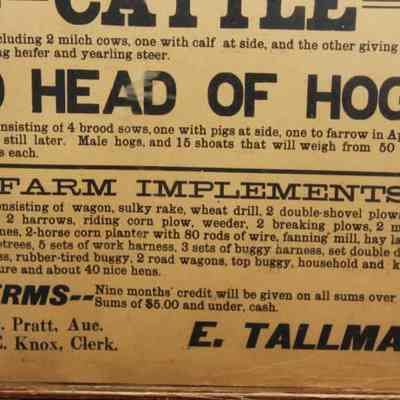 CATTLE
cluding 2 milch cows, one with calf at side, and the other giving
ng heifer and yearling steer.
HEAD OF HOG
onsisting of 4 brood sows, one with pigs at side, one to farrow in Ap
still later. Male hogs, and 15 shoats that will weigh from 50
s each.
FARM IMPLEMENTS
onsisting of wagon, sulky rake, wheat drill, 2 double-shovel plow
2 harrows, riding corn plow, weeder, 2 breaking plows, 2 m
nes, 2-horse corn planter with 80 rods of wire, fanning mill, hay la
etrees, 5 sets of work harness, 3 sets of buggy harness, set double d
ss, rubber-tired buggy, 2 road wagons, top buggy, household and k
ure and about 40 nice hens.
ERMS-- Nine months' credit will be given on all sums over
Sums of $5.00 and under, cash.
. Pratt, Auc.
E. Knox, Clerk.
E. TALLMA